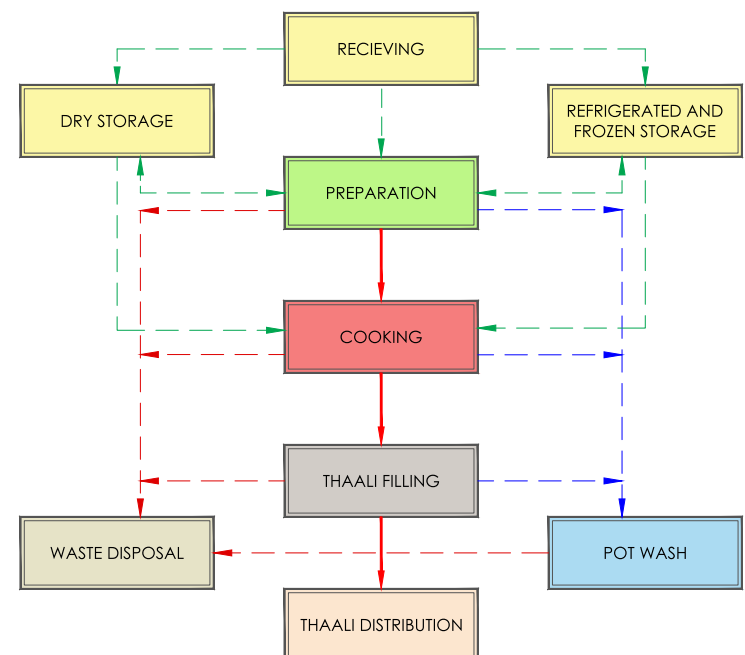 RECIEVING
DRY STORAGE
REFRIGERATED AND
FROZEN STORAGE
PREPARATION
COOKING
THAALI FILLING
WASTE DISPOSAL
POT WASH
THAALI DISTRIBUTION